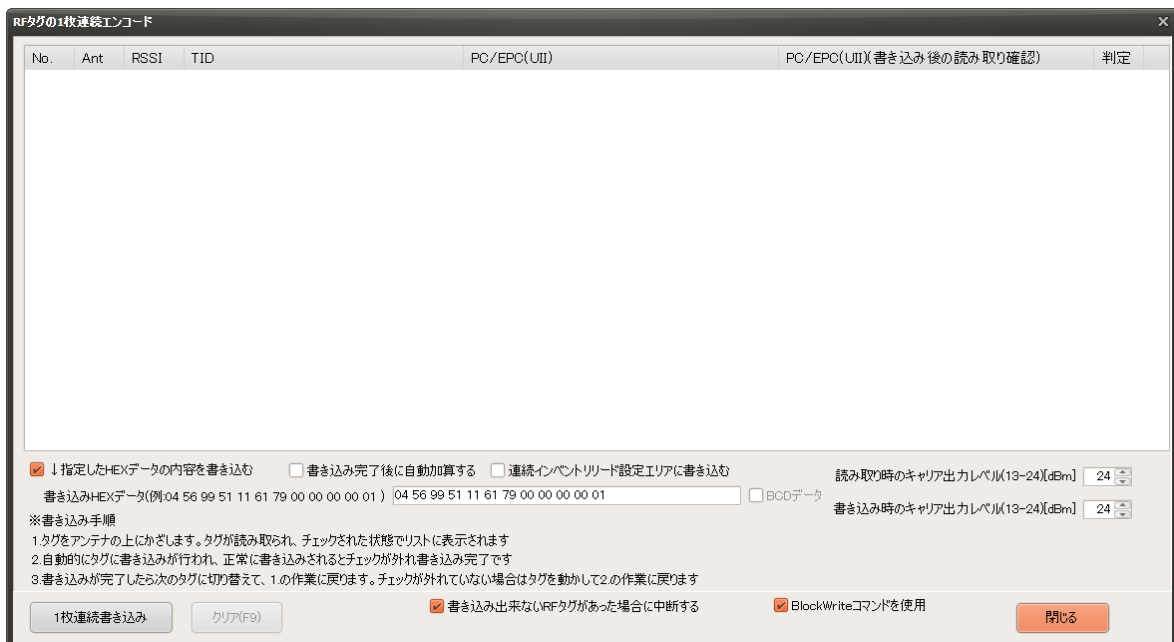 RFタグの1枚連続エンコード
No. Ant RSSI TID PC/EPC(UII) PC/EPC(UII)(書き込み後の読み取り確認) 判定
↓指定したHEXデータの内容を書き込む 書き込み完了後に自動加算する 連続インベントリリード設定エリアに書き込む
読み取り時のキャリア出力レベル(13-24)[dBm] 24
書き込みHEXデータ(例:04 56 99 51 11 61 79 00 00 00 00 01 ) 04 56 99 51 11 61 79 00 00 00 00 01 BCDデータ
書き込み時のキャリア出力レベル(13-24)[dBm] 24
※書き込み手順
1.タグをアンテナの上にかざします。タグが読み取られ、チェックされた状態でリストに表示されます
2.自動的にタグに書き込みが行われ、正常に書き込みされるとチェックが外れ書き込み完了です
3.書き込みが完了したら次のタグに切り替えて、1.の作業に戻ります。チェックが外れていない場合はタグを動かして2.の作業に戻ります
1枚連続書き込み クリア(F9) 書き込み出来ないRFタグがあった場合に中断する BlockWriteコマンドを使用 閉じる